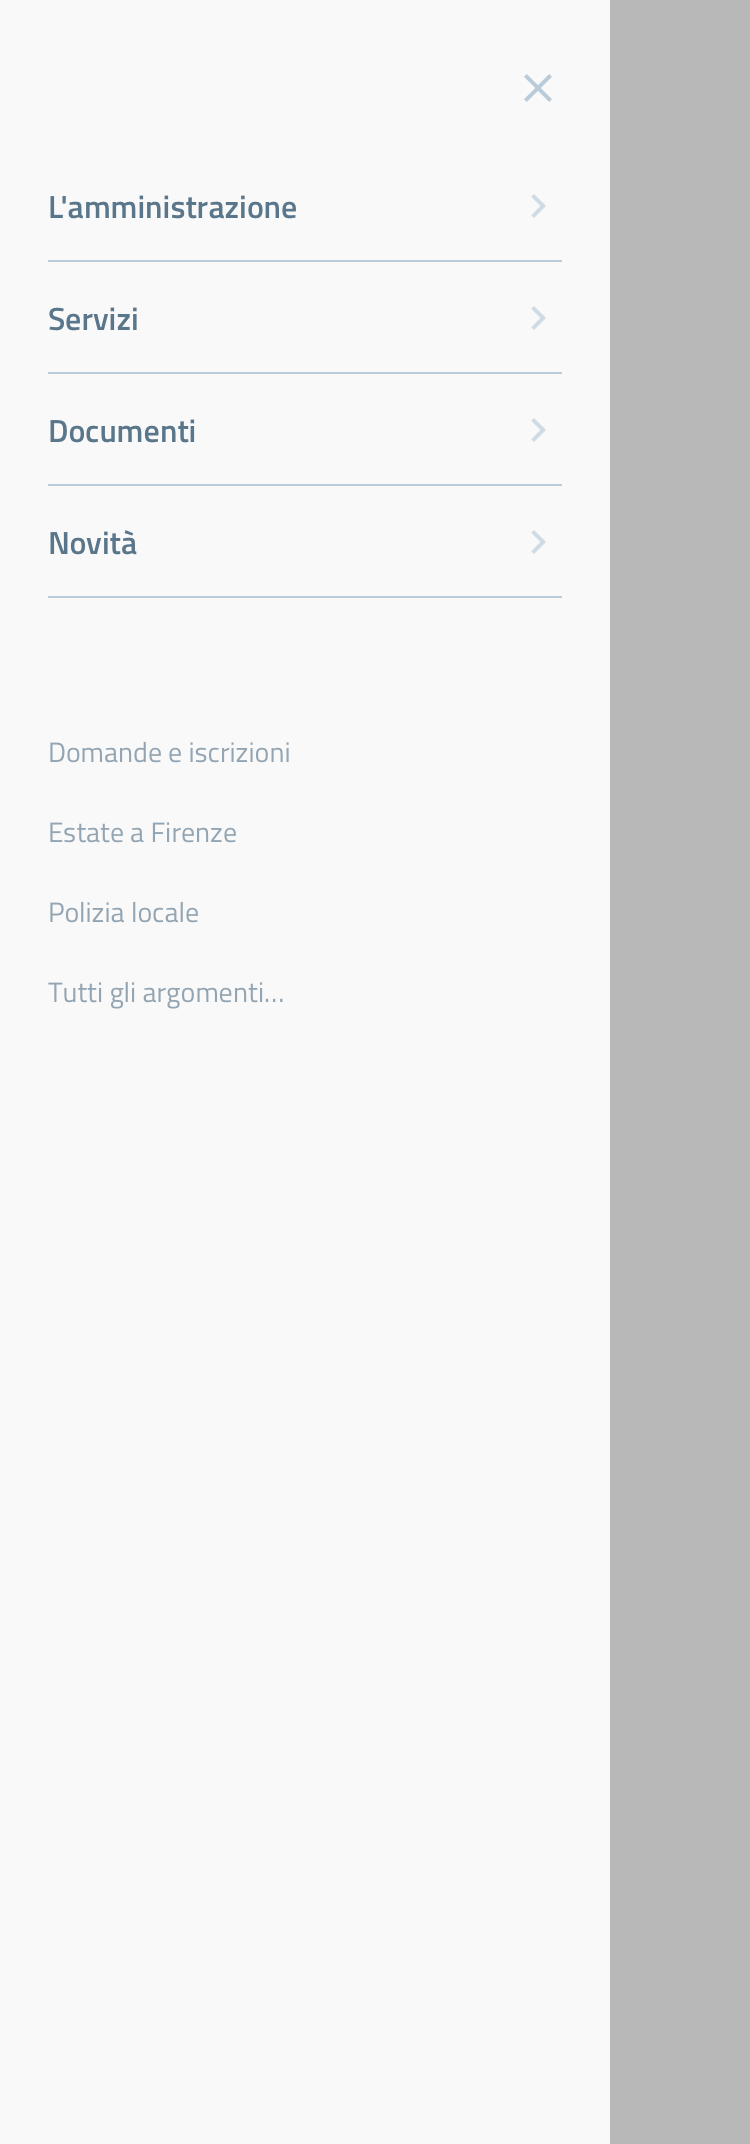 L'amministrazione
Servizi
Documenti
Novità
Domande e iscrizioni
Estate a Firenze
Polizia locale
Tutti gli argomenti...